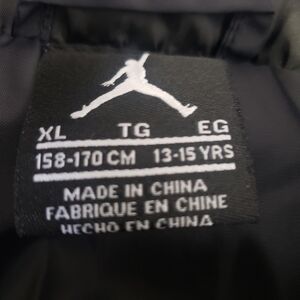 XL TG EG
158-170 CM 13-15 YRS
MADE IN CHINA
FABRIQUE EN CHINE
HECHO EN CHINA